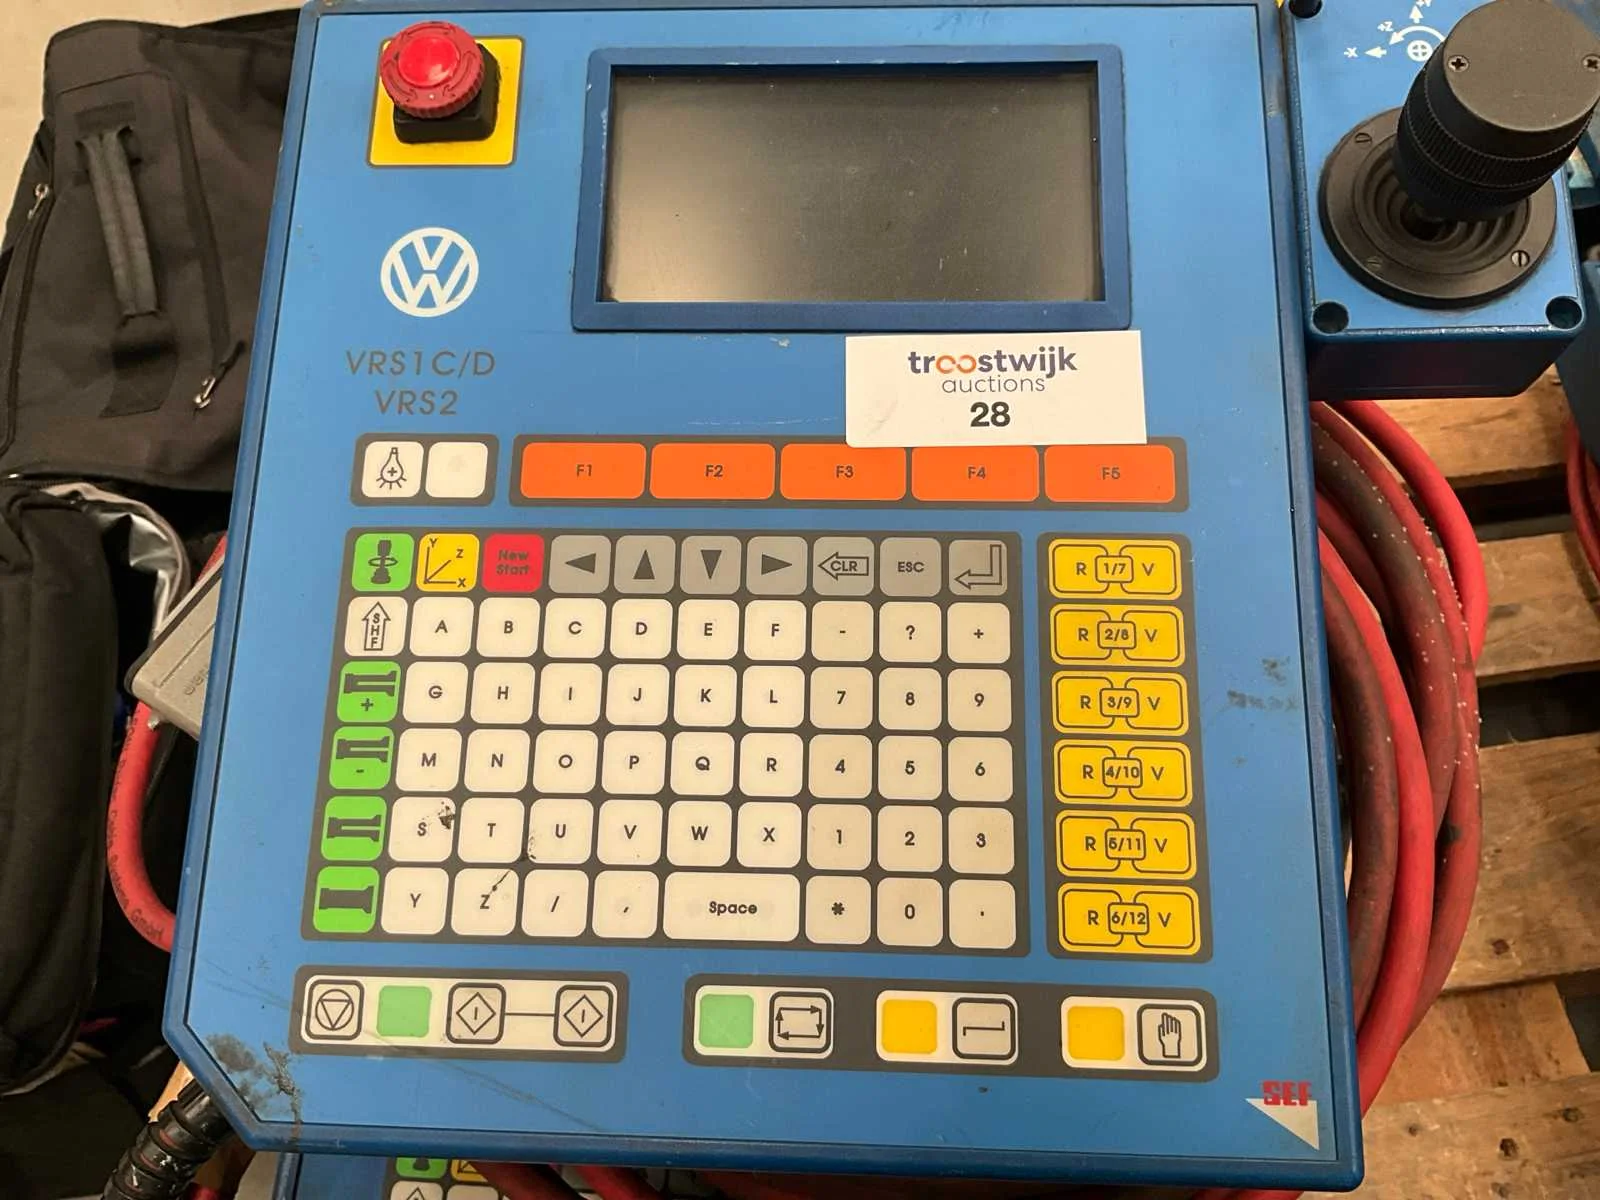 VRS1C/D
VRS2
troostwijk
auctions
28
F1 F2 F3 F4 F5
Y Z X
New
Start
CLR ESC
SHF A B C D E F - ? +
+ G H I J K L 7 8 9
- M N O P Q R 4 5 6
S T U V W X 1 2 3
Y Z / , Space * 0 .
R 1/7 V
R 2/8 V
R 3/9 V
R 4/10 V
R 5/11 V
R 6/12 V
SEF
-X +Z